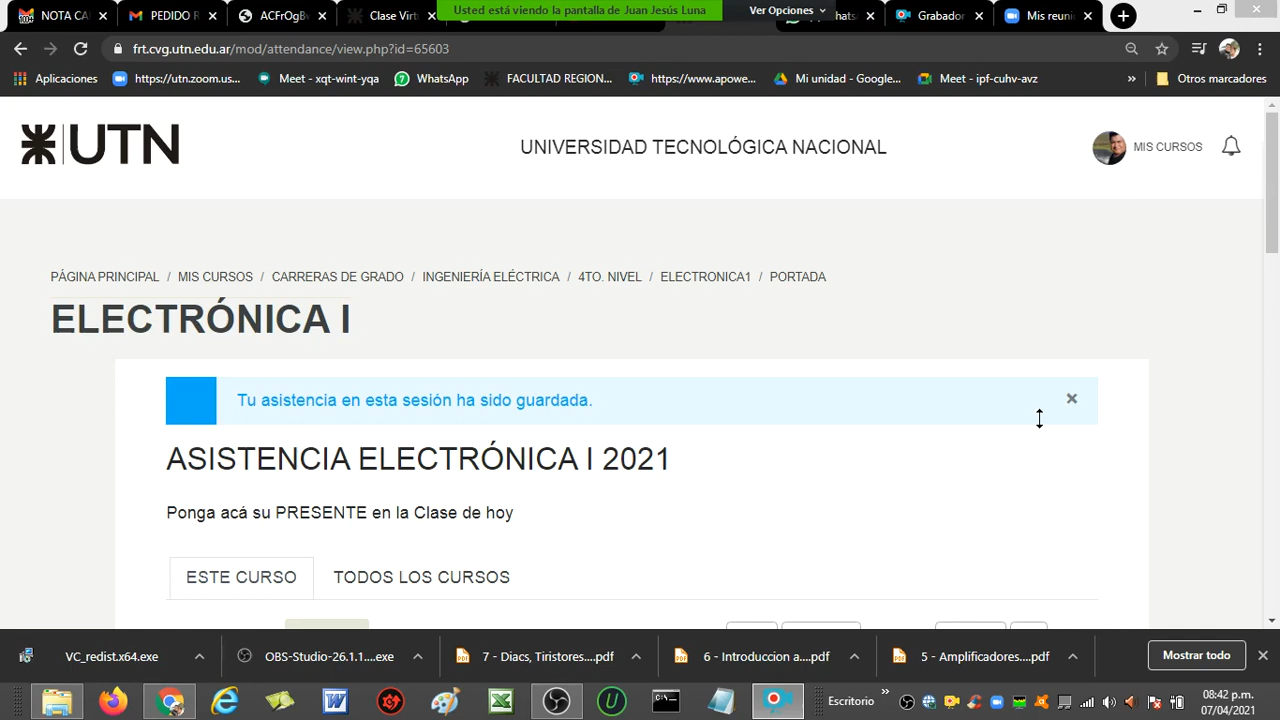 Usted está viendo la pantalla de Juan Jesús Luna
Ver Opciones
NOTA CA
PEDIDO R
ACFrOgBv
Clase Virt
hatsa
Grabador
Mis reuni
frt.cvg.utn.edu.ar/mod/attendance/view.php?id=65603
Aplicaciones
https://utn.zoom.us...
Meet - xqt-wint-yqa
WhatsApp
FACULTAD REGION...
https://www.apowe...
Mi unidad - Google...
Meet - ipf-cuhv-avz
»
Otros marcadores
UTN
UNIVERSIDAD TECNOLÓGICA NACIONAL
MIS CURSOS
PÁGINA PRINCIPAL / MIS CURSOS / CARRERAS DE GRADO / INGENIERÍA ELÉCTRICA / 4TO. NIVEL / ELECTRONICA1 / PORTADA
ELECTRÓNICA I
Tu asistencia en esta sesión ha sido guardada.
ASISTENCIA ELECTRÓNICA I 2021
Ponga acá su PRESENTE en la Clase de hoy
ESTE CURSO
TODOS LOS CURSOS
VC_redist.x64.exe
OBS-Studio-26.1.1....exe
7 - Diacs, Tiristores....pdf
6 - Introduccion a....pdf
5 - Amplificadores....pdf
Mostrar todo
Escritorio
»
08:42 p.m.
07/04/2021